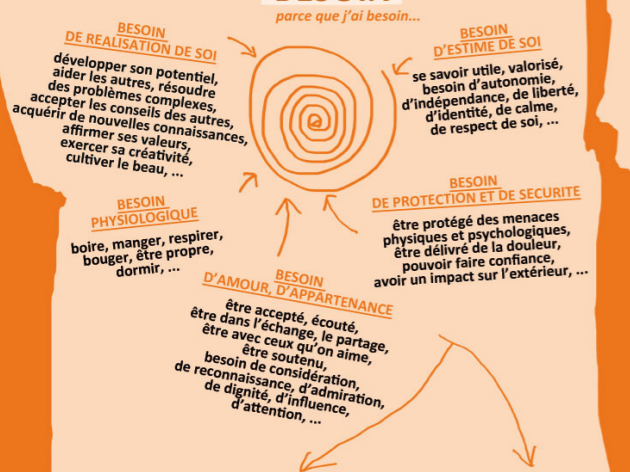 BESOIN
parce que j'ai besoin...
BESOIN
DE REALISATION DE SOI
développer son potentiel,
aider les autres, résoudre
des problèmes complexes,
accepter les conseils des autres,
acquérir de nouvelles connaissances,
affirmer ses valeurs,
exercer sa créativité,
cultiver le beau, ...
BESOIN
D'ESTIME DE SOI
se savoir utile, valorisé,
besoin d'autonomie,
d'indépendance, de liberté,
d'identité, de calme,
de respect de soi, ...
BESOIN
PHYSIOLOGIQUE
boire, manger, respirer,
bouger, être propre,
dormir, ...
BESOIN
DE PROTECTION ET DE SECURITE
être protégé des menaces
physiques et psychologiques,
être délivré de la douleur,
pouvoir faire confiance,
avoir un impact sur l'extérieur, ...
BESOIN
D'AMOUR, D'APPARTENANCE
être accepté, écouté,
être dans l'échange, le partage,
être avec ceux qu'on aime,
être soutenu,
besoin de considération,
de reconnaissance, d'admiration,
de dignité, d'influence,
d'attention, ...